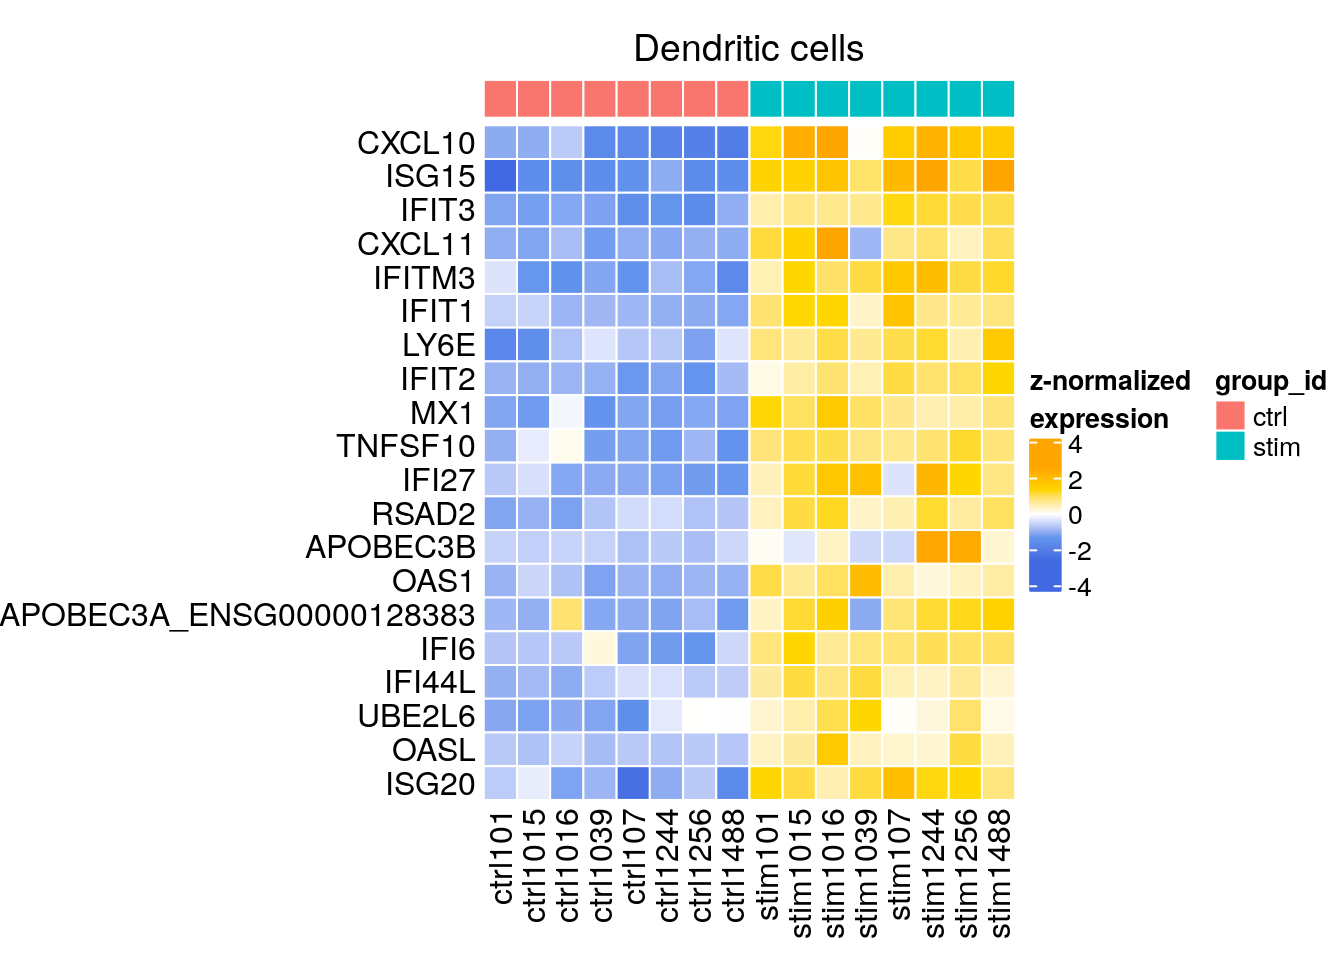 Dendritic cells
CXCL10
ISG15
IFIT3
CXCL11
IFITM3
IFIT1
LY6E
IFIT2
MX1
TNFSF10
IFI27
RSAD2
APOBEC3B
OAS1
APOBEC3A_ENSG00000128383
IFI6
IFI44L
UBE2L6
OASL
ISG20
ctrl101
ctrl1015
ctrl1016
ctrl1039
ctrl107
ctrl1244
ctrl1256
ctrl1488
stim101
stim1015
stim1016
stim1039
stim107
stim1244
stim1256
stim1488
z-normalized
expression
4
2
0
-2
-4
group_id
ctrl
stim